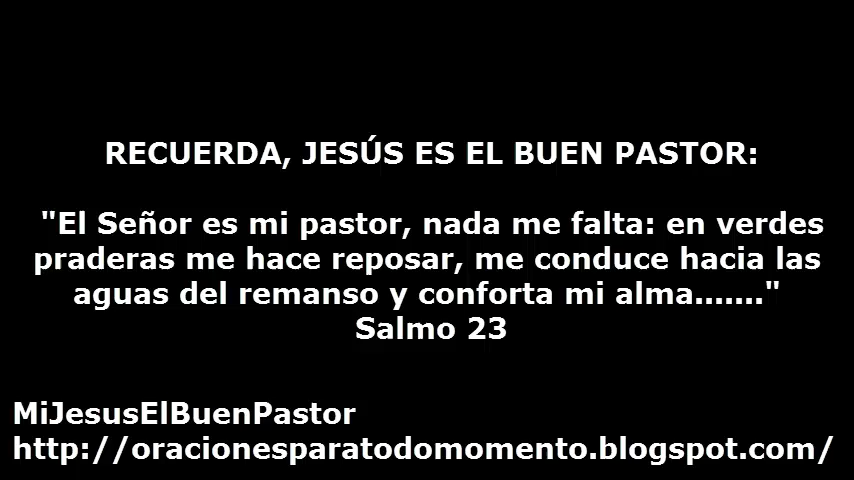 RECUERDA, JESÚS ES EL BUEN PASTOR:
"El Señor es mi pastor, nada me falta: en verdes
praderas me hace reposar, me conduce hacia las
aguas del remanso y conforta mi alma......."
Salmo 23
MiJesusElBuenPastor
http://oracionesparatodomomento.blogspot.com/